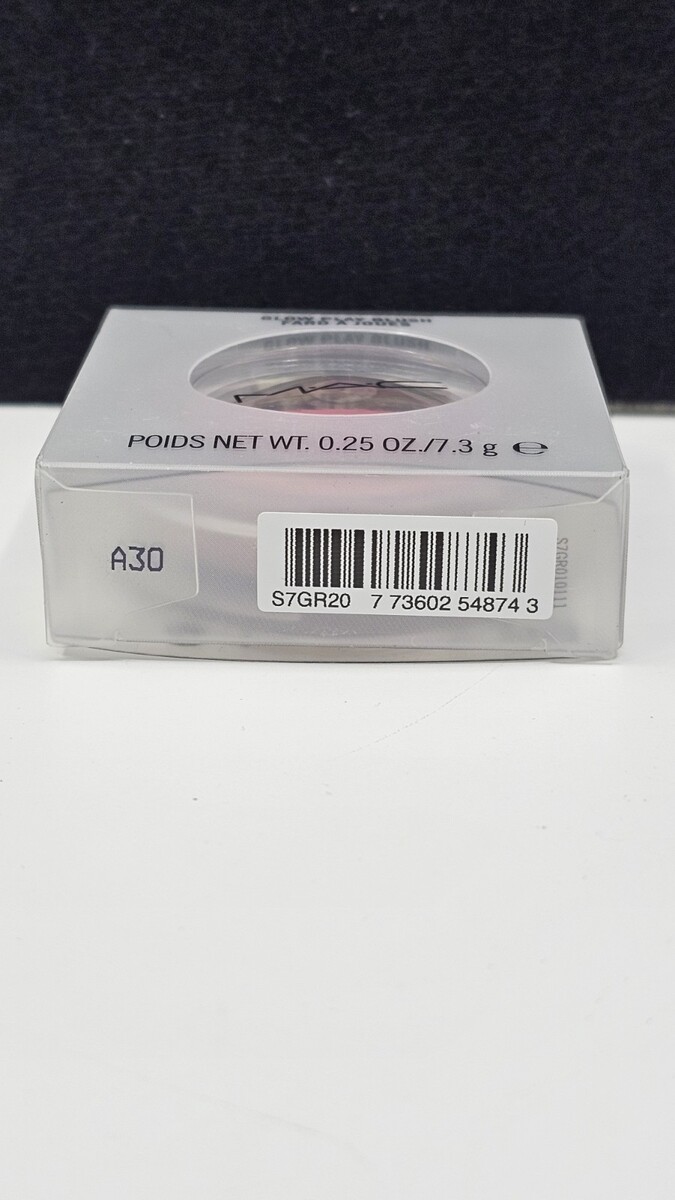 GLOW PLAY BLUSH
FARD À JOUES
GLOW PLAY BLUSH
M·A·C
POIDS NET WT. 0.25 OZ./7.3 g ℮
A30
S7GR20 7 73602 54874 3